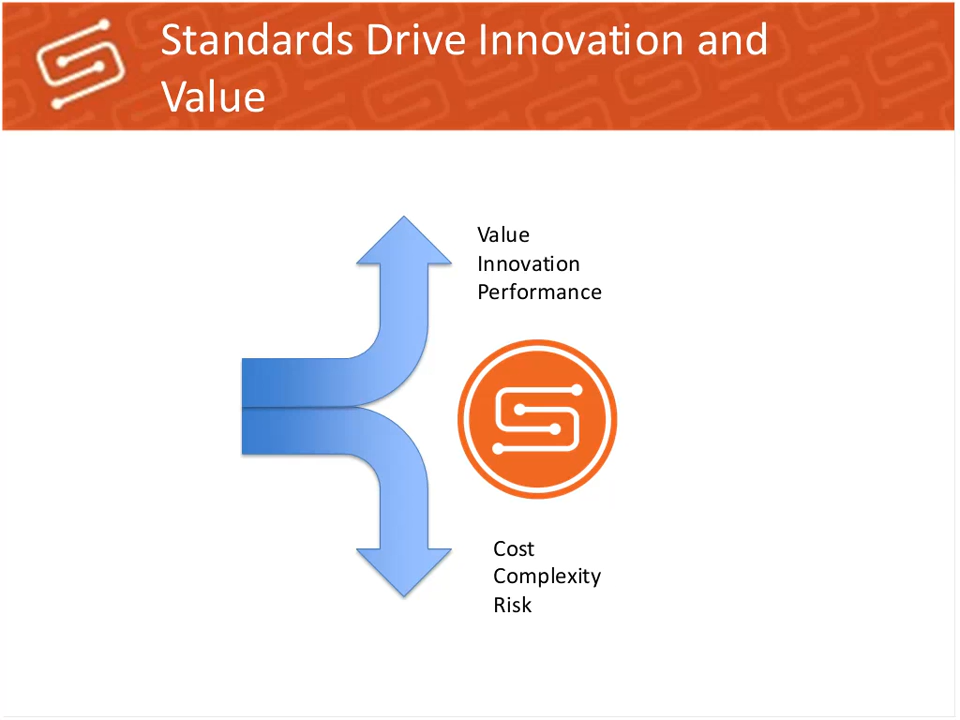 Standards Drive Innovation and
Value
Value
Innovation
Performance
Cost
Complexity
Risk